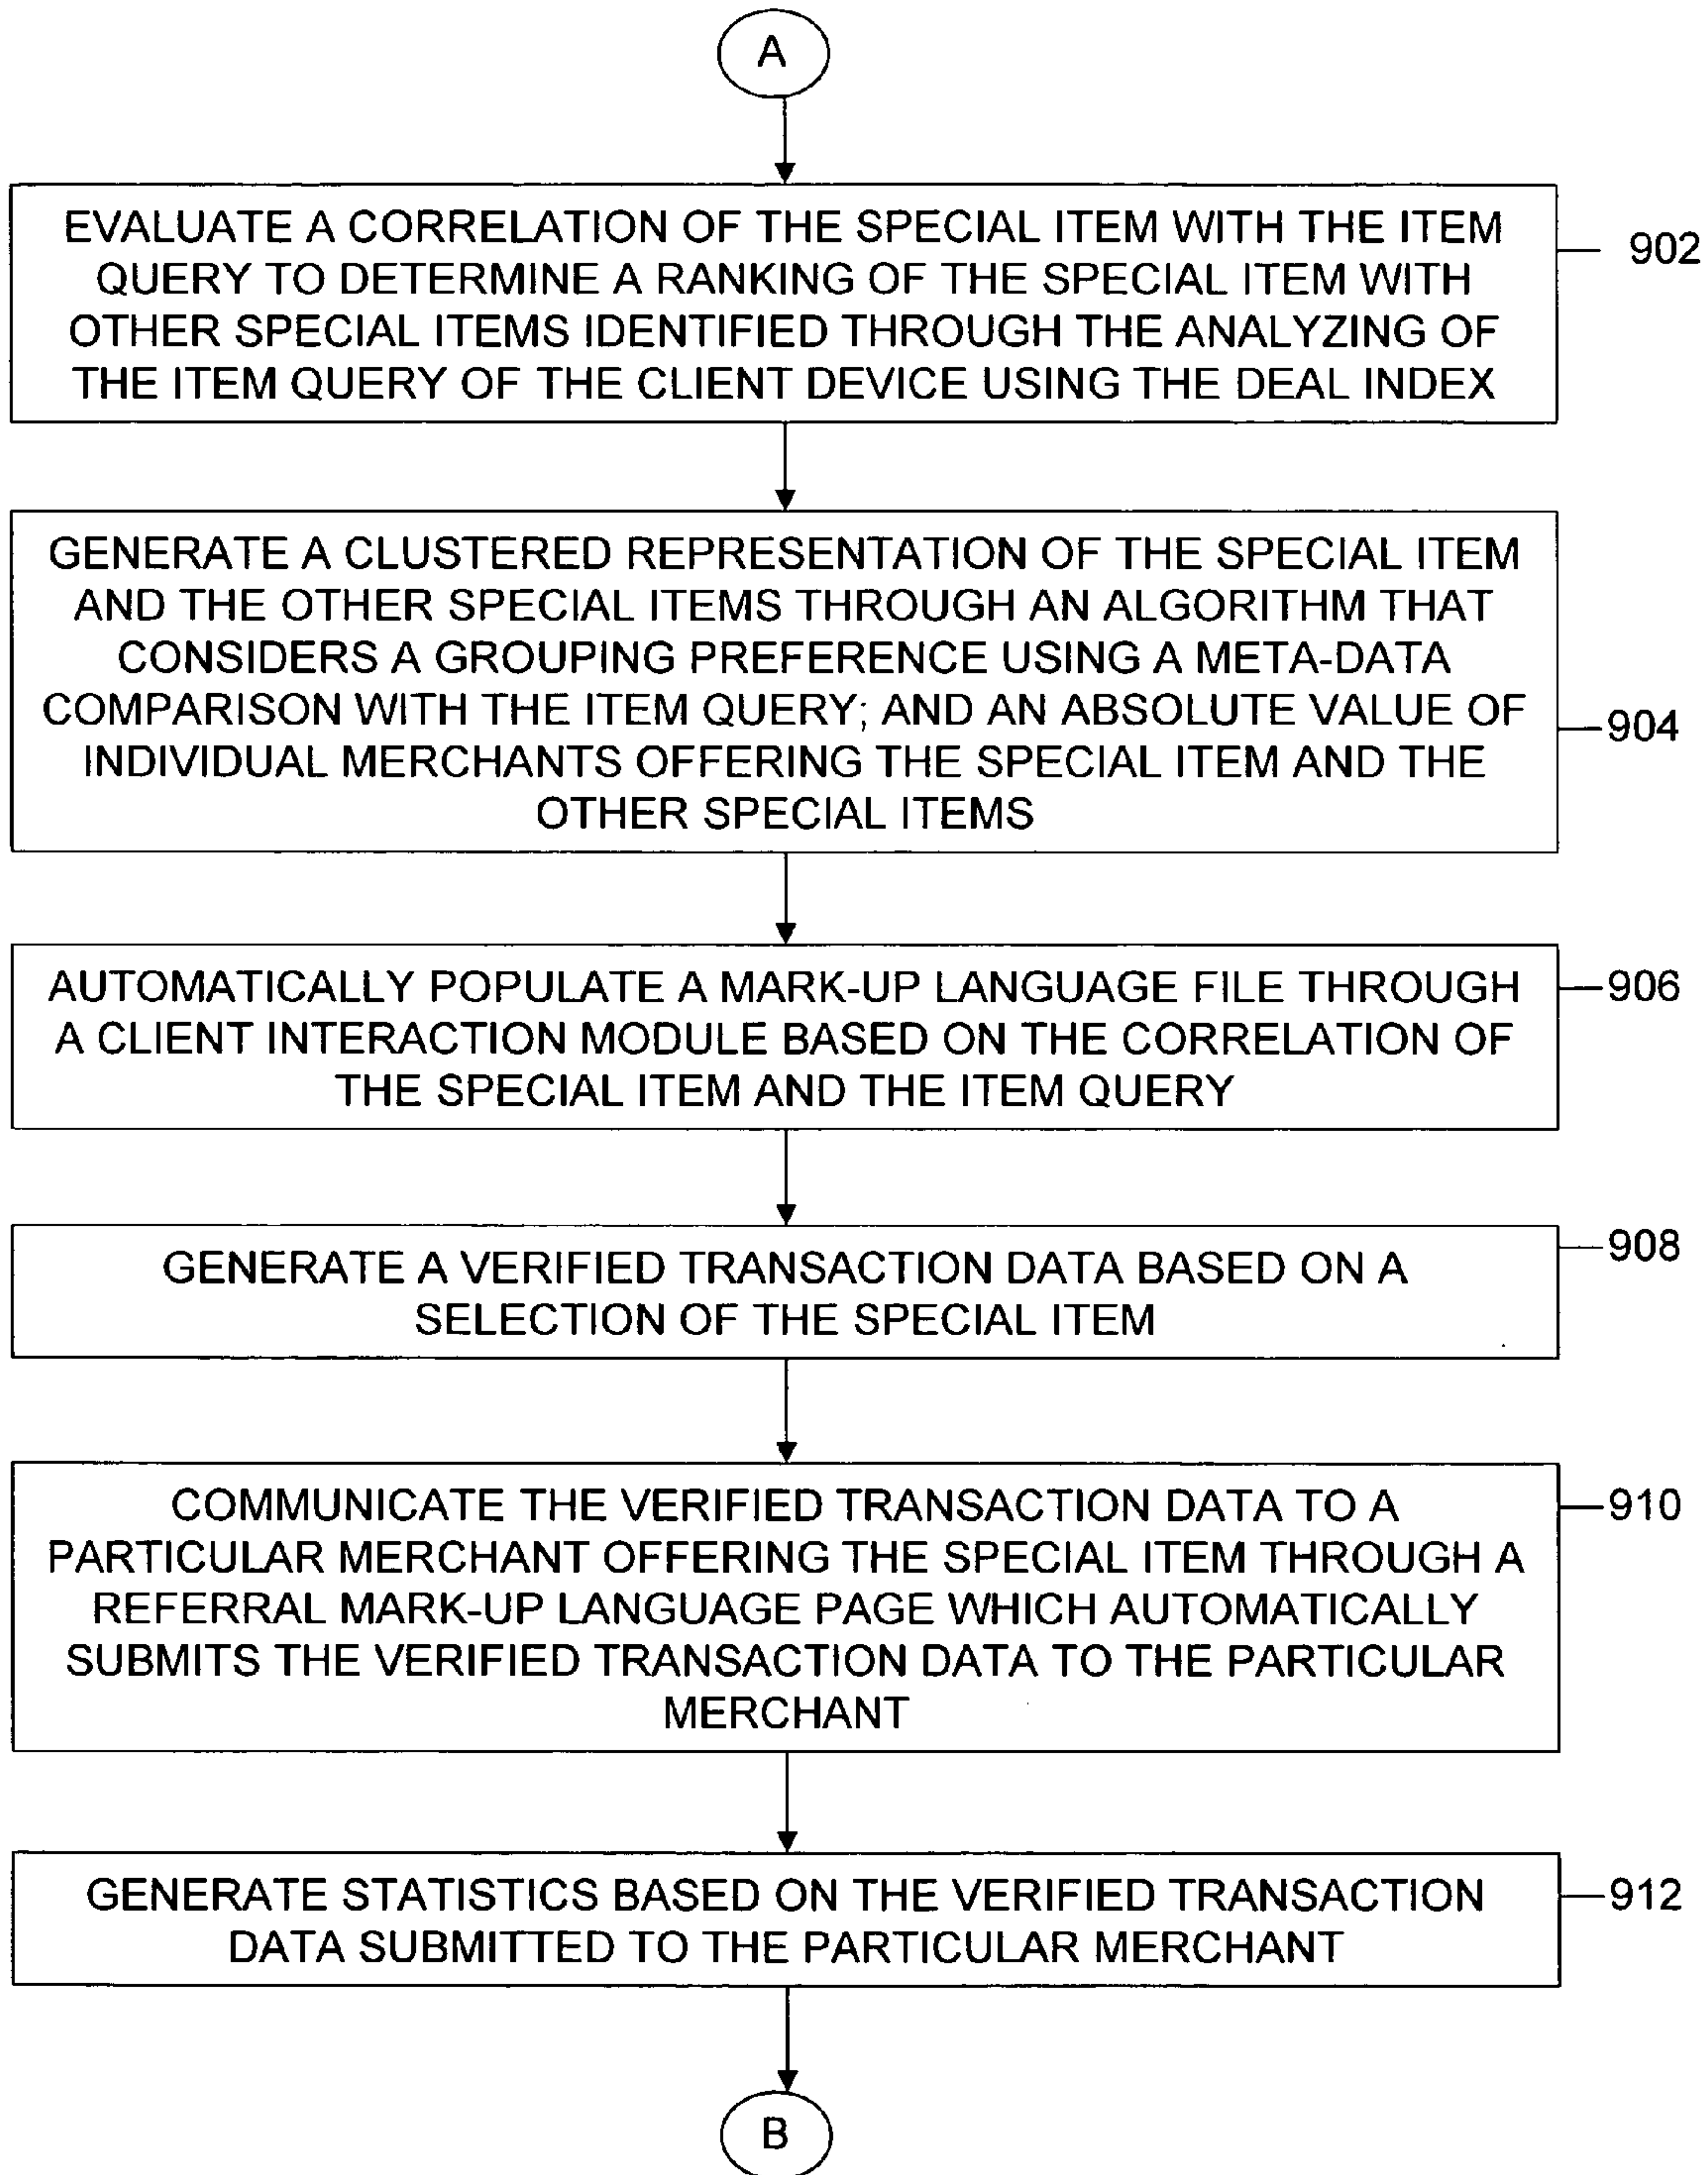 A
EVALUATE A CORRELATION OF THE SPECIAL ITEM WITH THE ITEM
QUERY TO DETERMINE A RANKING OF THE SPECIAL ITEM WITH
OTHER SPECIAL ITEMS IDENTIFIED THROUGH THE ANALYZING OF
THE ITEM QUERY OF THE CLIENT DEVICE USING THE DEAL INDEX
902
GENERATE A CLUSTERED REPRESENTATION OF THE SPECIAL ITEM
AND THE OTHER SPECIAL ITEMS THROUGH AN ALGORITHM THAT
CONSIDERS A GROUPING PREFERENCE USING A META-DATA
COMPARISON WITH THE ITEM QUERY; AND AN ABSOLUTE VALUE OF
INDIVIDUAL MERCHANTS OFFERING THE SPECIAL ITEM AND THE
OTHER SPECIAL ITEMS
904
AUTOMATICALLY POPULATE A MARK-UP LANGUAGE FILE THROUGH
A CLIENT INTERACTION MODULE BASED ON THE CORRELATION OF
THE SPECIAL ITEM AND THE ITEM QUERY
906
GENERATE A VERIFIED TRANSACTION DATA BASED ON A
SELECTION OF THE SPECIAL ITEM
908
COMMUNICATE THE VERIFIED TRANSACTION DATA TO A
PARTICULAR MERCHANT OFFERING THE SPECIAL ITEM THROUGH A
REFERRAL MARK-UP LANGUAGE PAGE WHICH AUTOMATICALLY
SUBMITS THE VERIFIED TRANSACTION DATA TO THE PARTICULAR
MERCHANT
910
GENERATE STATISTICS BASED ON THE VERIFIED TRANSACTION
DATA SUBMITTED TO THE PARTICULAR MERCHANT
912
B